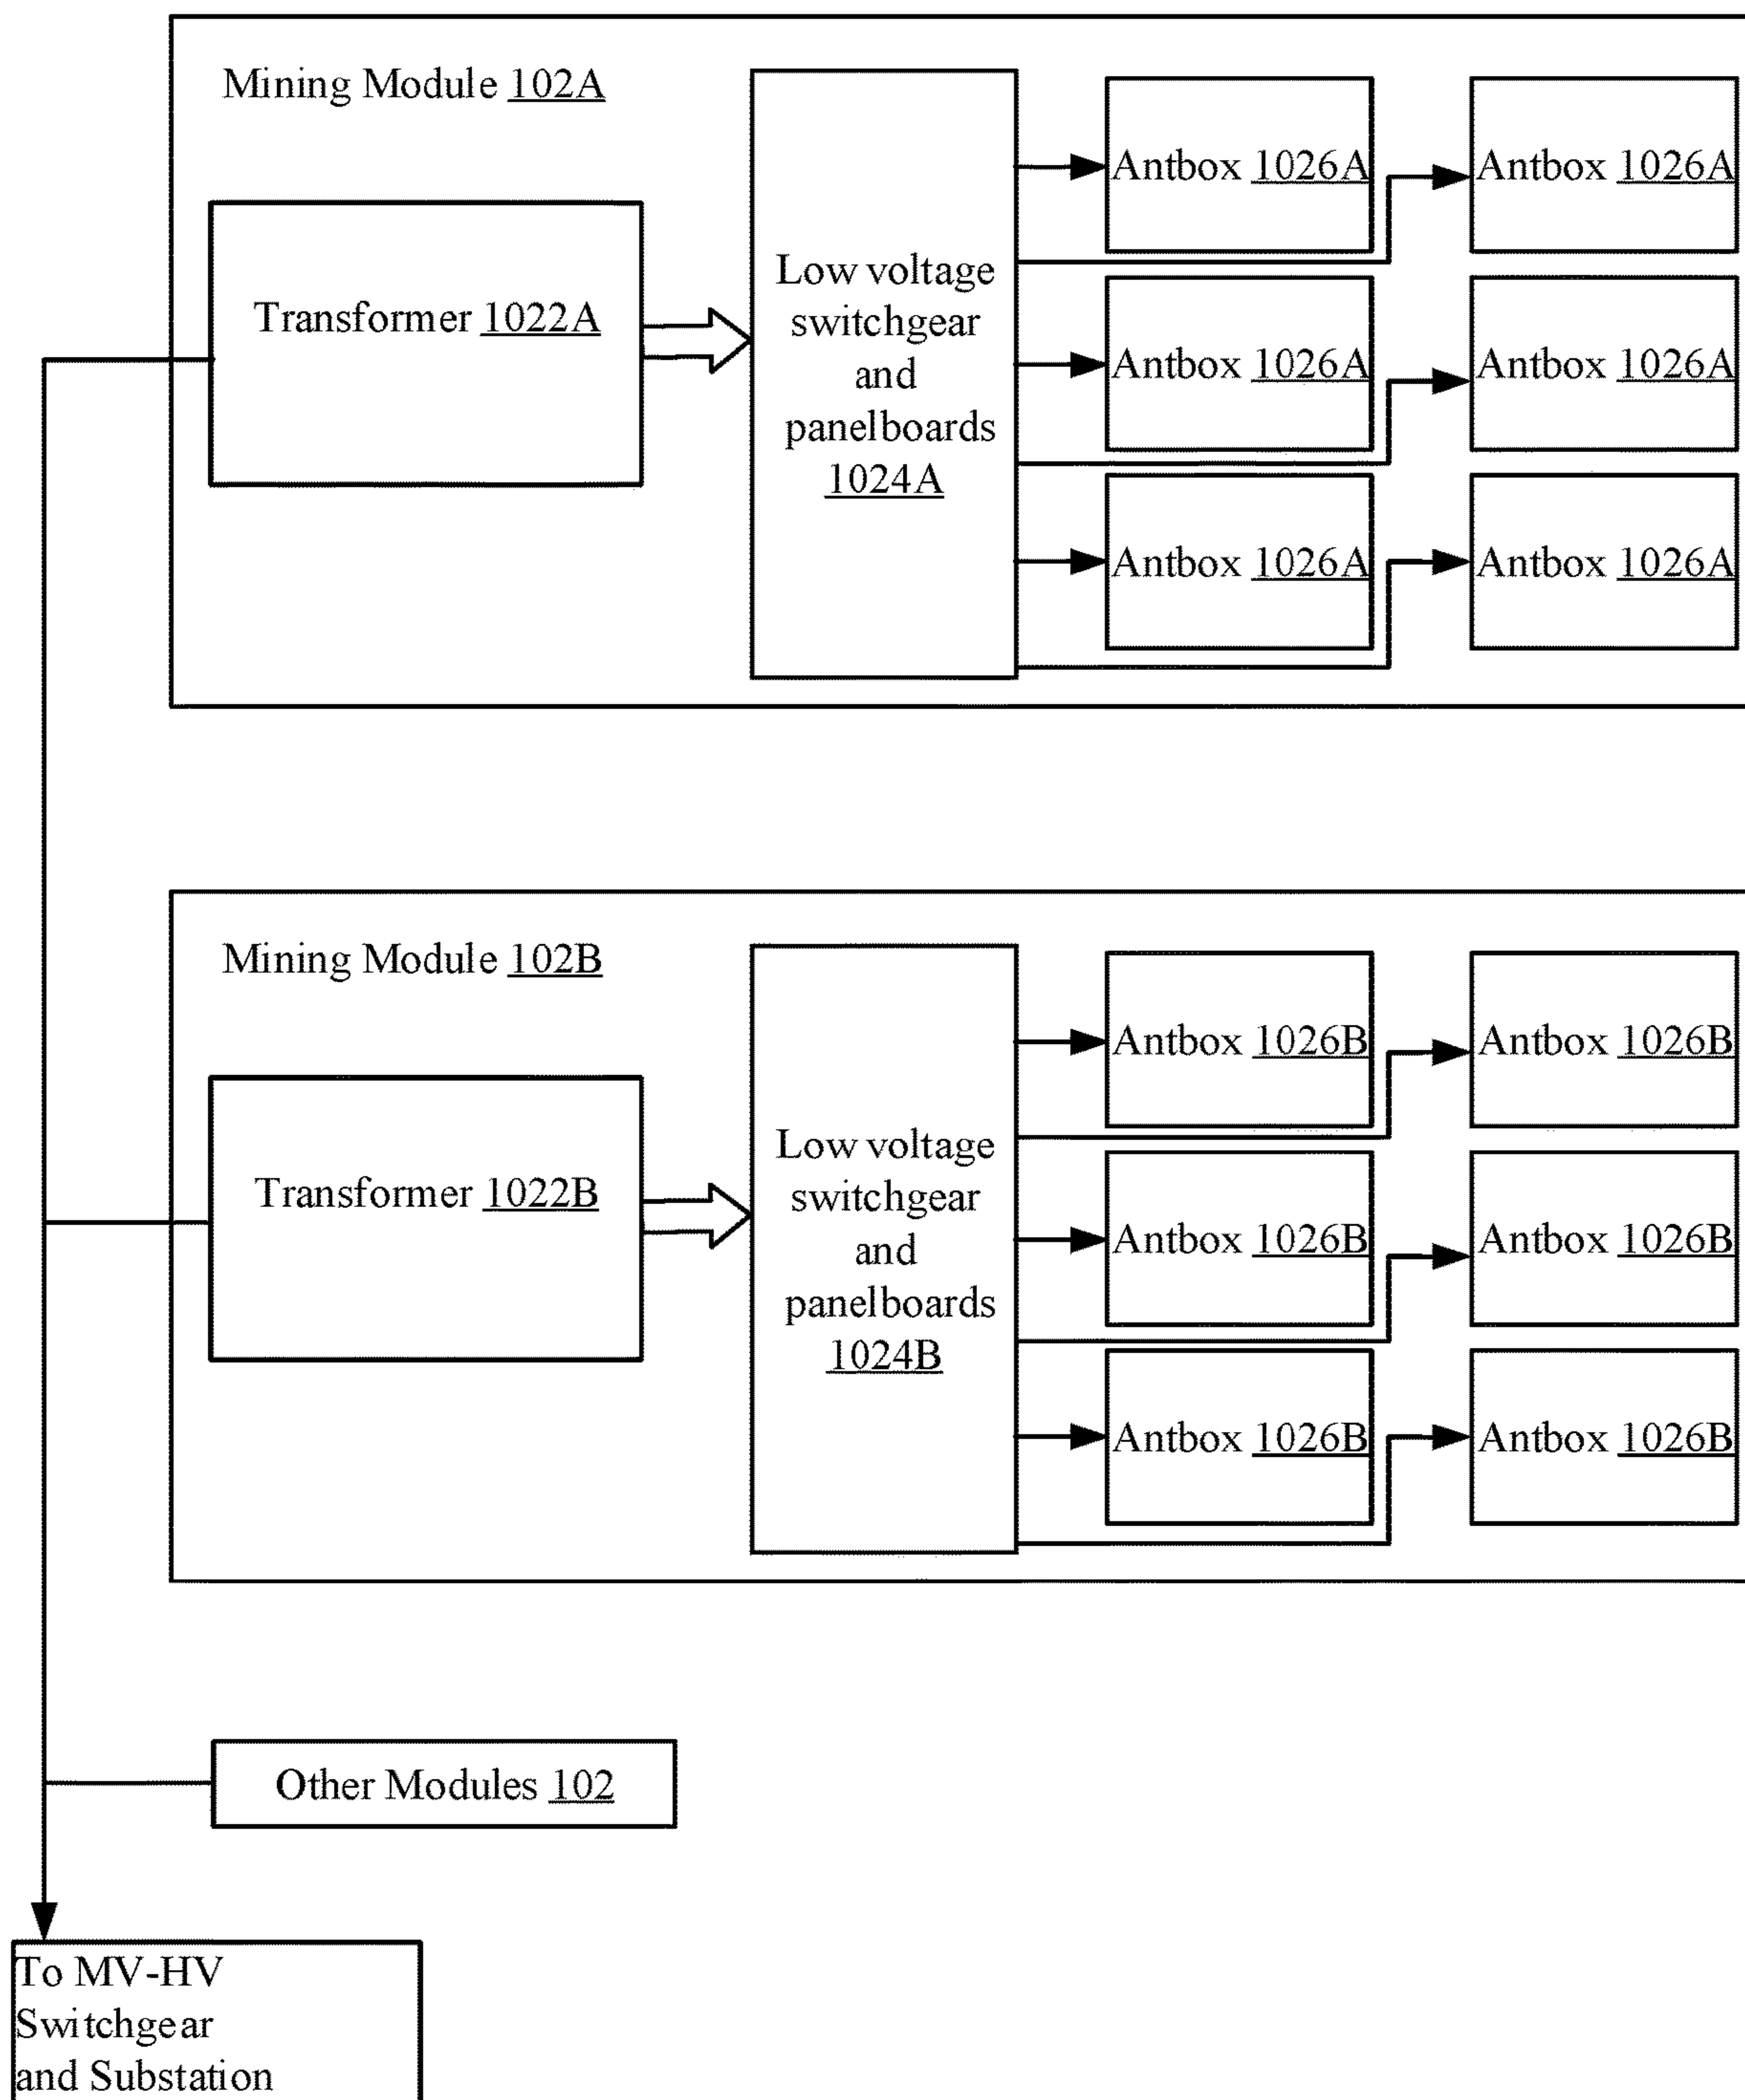 Mining Module 102A
Transformer 1022A
Low voltage
switchgear
and
panelboards
1024A
Antbox 1026A
Antbox 1026A
Antbox 1026A
Antbox 1026A
Antbox 1026A
Antbox 1026A
Mining Module 102B
Transformer 1022B
Low voltage
switchgear
and
panelboards
1024B
Antbox 1026B
Antbox 1026B
Antbox 1026B
Antbox 1026B
Antbox 1026B
Antbox 1026B
Other Modules 102
To MV-HV
Switchgear
and Substation